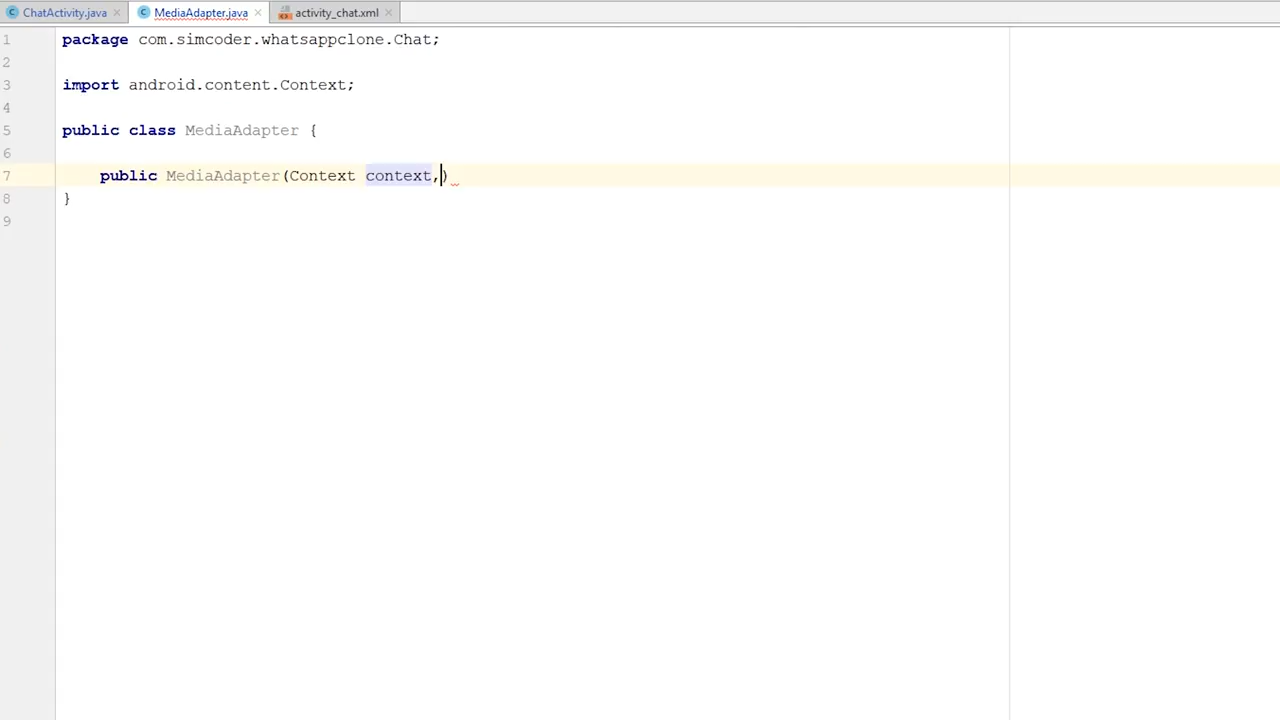 ChatActivity.java MediaAdapter.java activity_chat.xml
1 package com.simcoder.whatsappclone.Chat;
2
3 import android.content.Context;
4
5 public class MediaAdapter {
6
7 public MediaAdapter(Context context,)
8 }
9